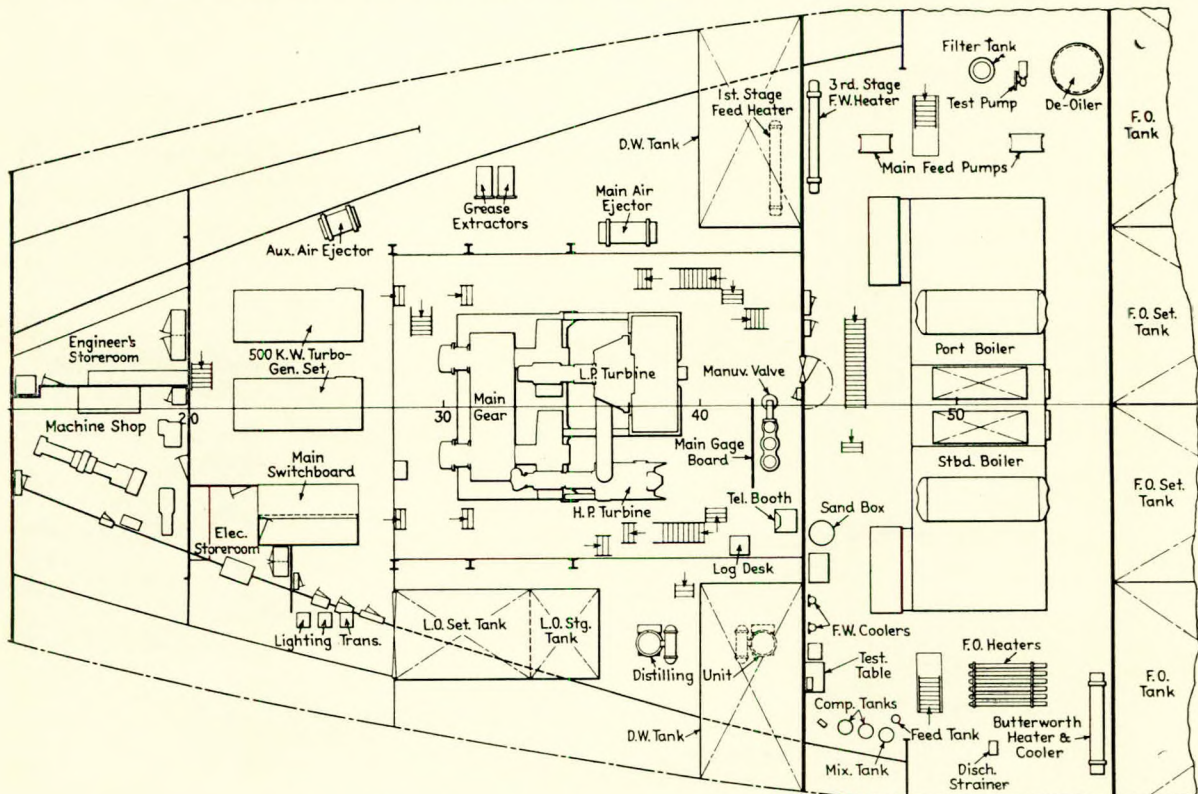 Filter Tank
Test Pump
De-Oiler
1st. Stage
Feed Heater
3rd. Stage
F.W. Heater
F.O.
Tank
D.W. Tank
Main Feed Pumps
Grease
Extractors
Main Air
Ejector
Aux. Air Ejector
Engineer's
Storeroom
500 K.W. Turbo-
Gen. Set
L.P. Turbine
Main
Gear
Manuv. Valve
Port Boiler
F.O. Set.
Tank
20
30
40
50
Machine Shop
Main
Switchboard
Main Gage
Board
Stbd. Boiler
H.P. Turbine
Tel. Booth
Sand Box
F.O. Set.
Tank
Elec.
Storeroom
Log Desk
Lighting Trans.
L.O. Set. Tank
L.O. Stg.
Tank
Distilling Unit
F.W. Coolers
Test.
Table
F.O. Heaters
F.O.
Tank
Comp. Tanks
D.W. Tank
Mix. Tank
Feed Tank
Disch.
Strainer
Butterworth
Heater &
Cooler